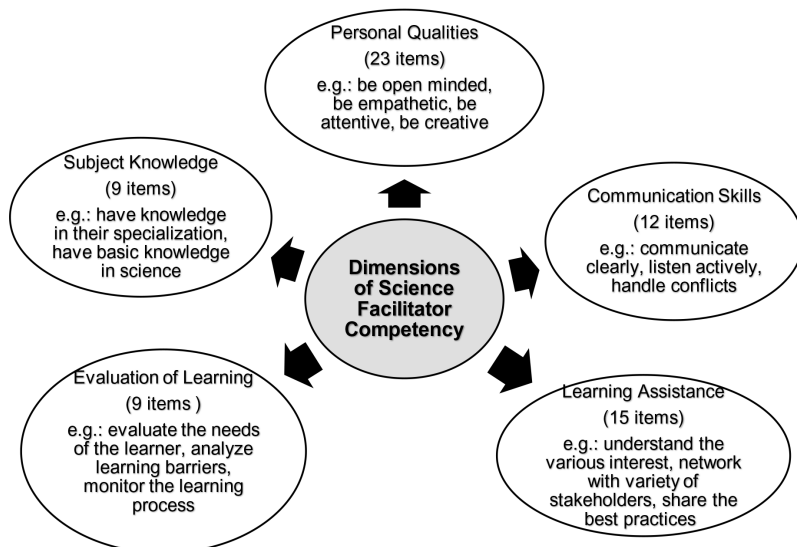 Personal Qualities
(23 items)
e.g.: be open minded,
be empathetic, be
attentive, be creative
Subject Knowledge
(9 items)
e.g.: have knowledge
in their specialization,
have basic knowledge
in science
Communication Skills
(12 items)
e.g.: communicate
clearly, listen actively,
handle conflicts
Dimensions
of Science
Facilitator
Competency
Evaluation of Learning
(9 items )
e.g.: evaluate the needs
of the learner, analyze
learning barriers,
monitor the learning
process
Learning Assistance
(15 items)
e.g.: understand the
various interest, network
with variety of
stakeholders, share the
best practices